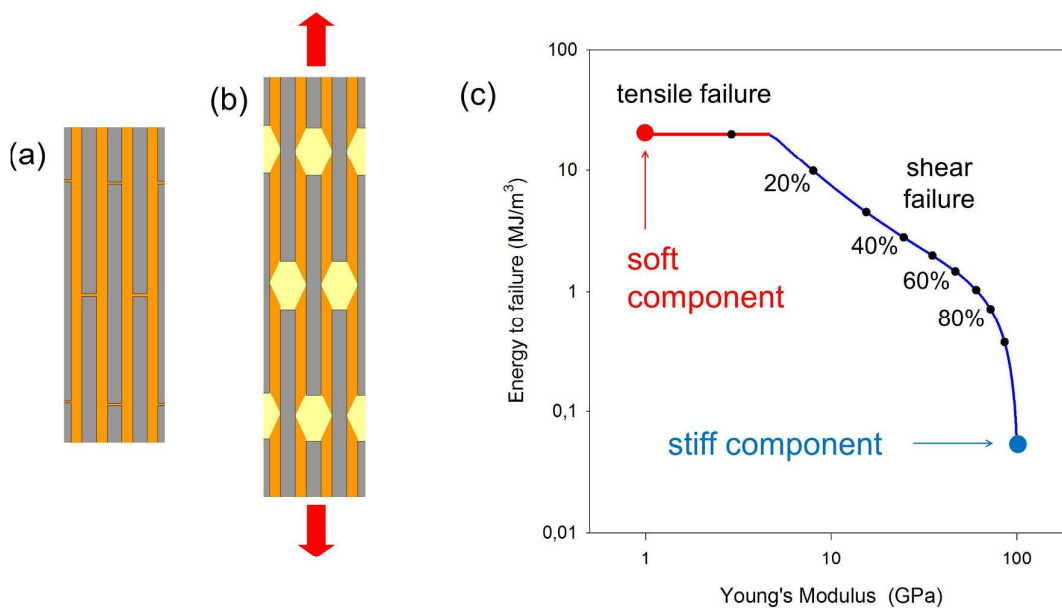 (a)
(b)
(c)
Energy to failure (MJ/m³)
100
10
1
0,1
0,01
tensile failure
20%
shear
failure
40%
60%
80%
soft
component
stiff component
1
10
100
Young's Modulus (GPa)